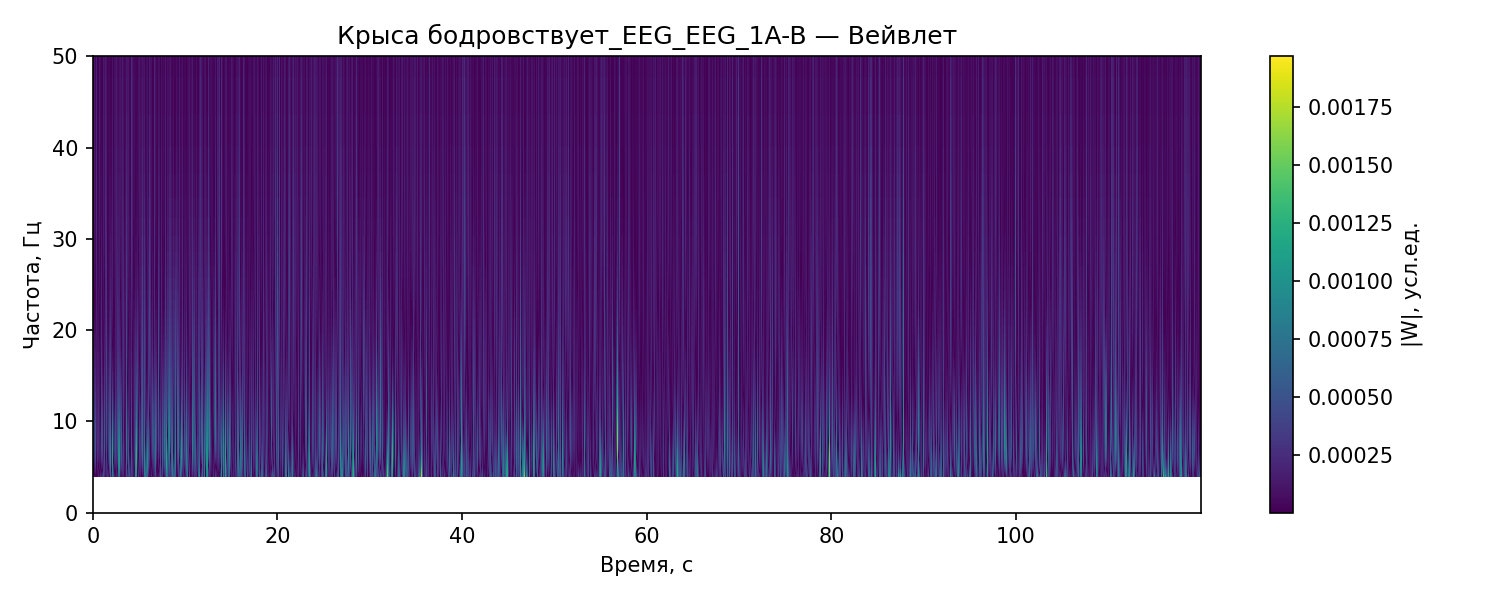 Крыса бодровствует_EEG_EEG_1A-B — Вейвлет
50
40
30
20
10
0
Частота, Гц
0 20 40 60 80 100
Время, с
0.00175
0.00150
0.00125
0.00100
0.00075
0.00050
0.00025
|W|, усл.ед.